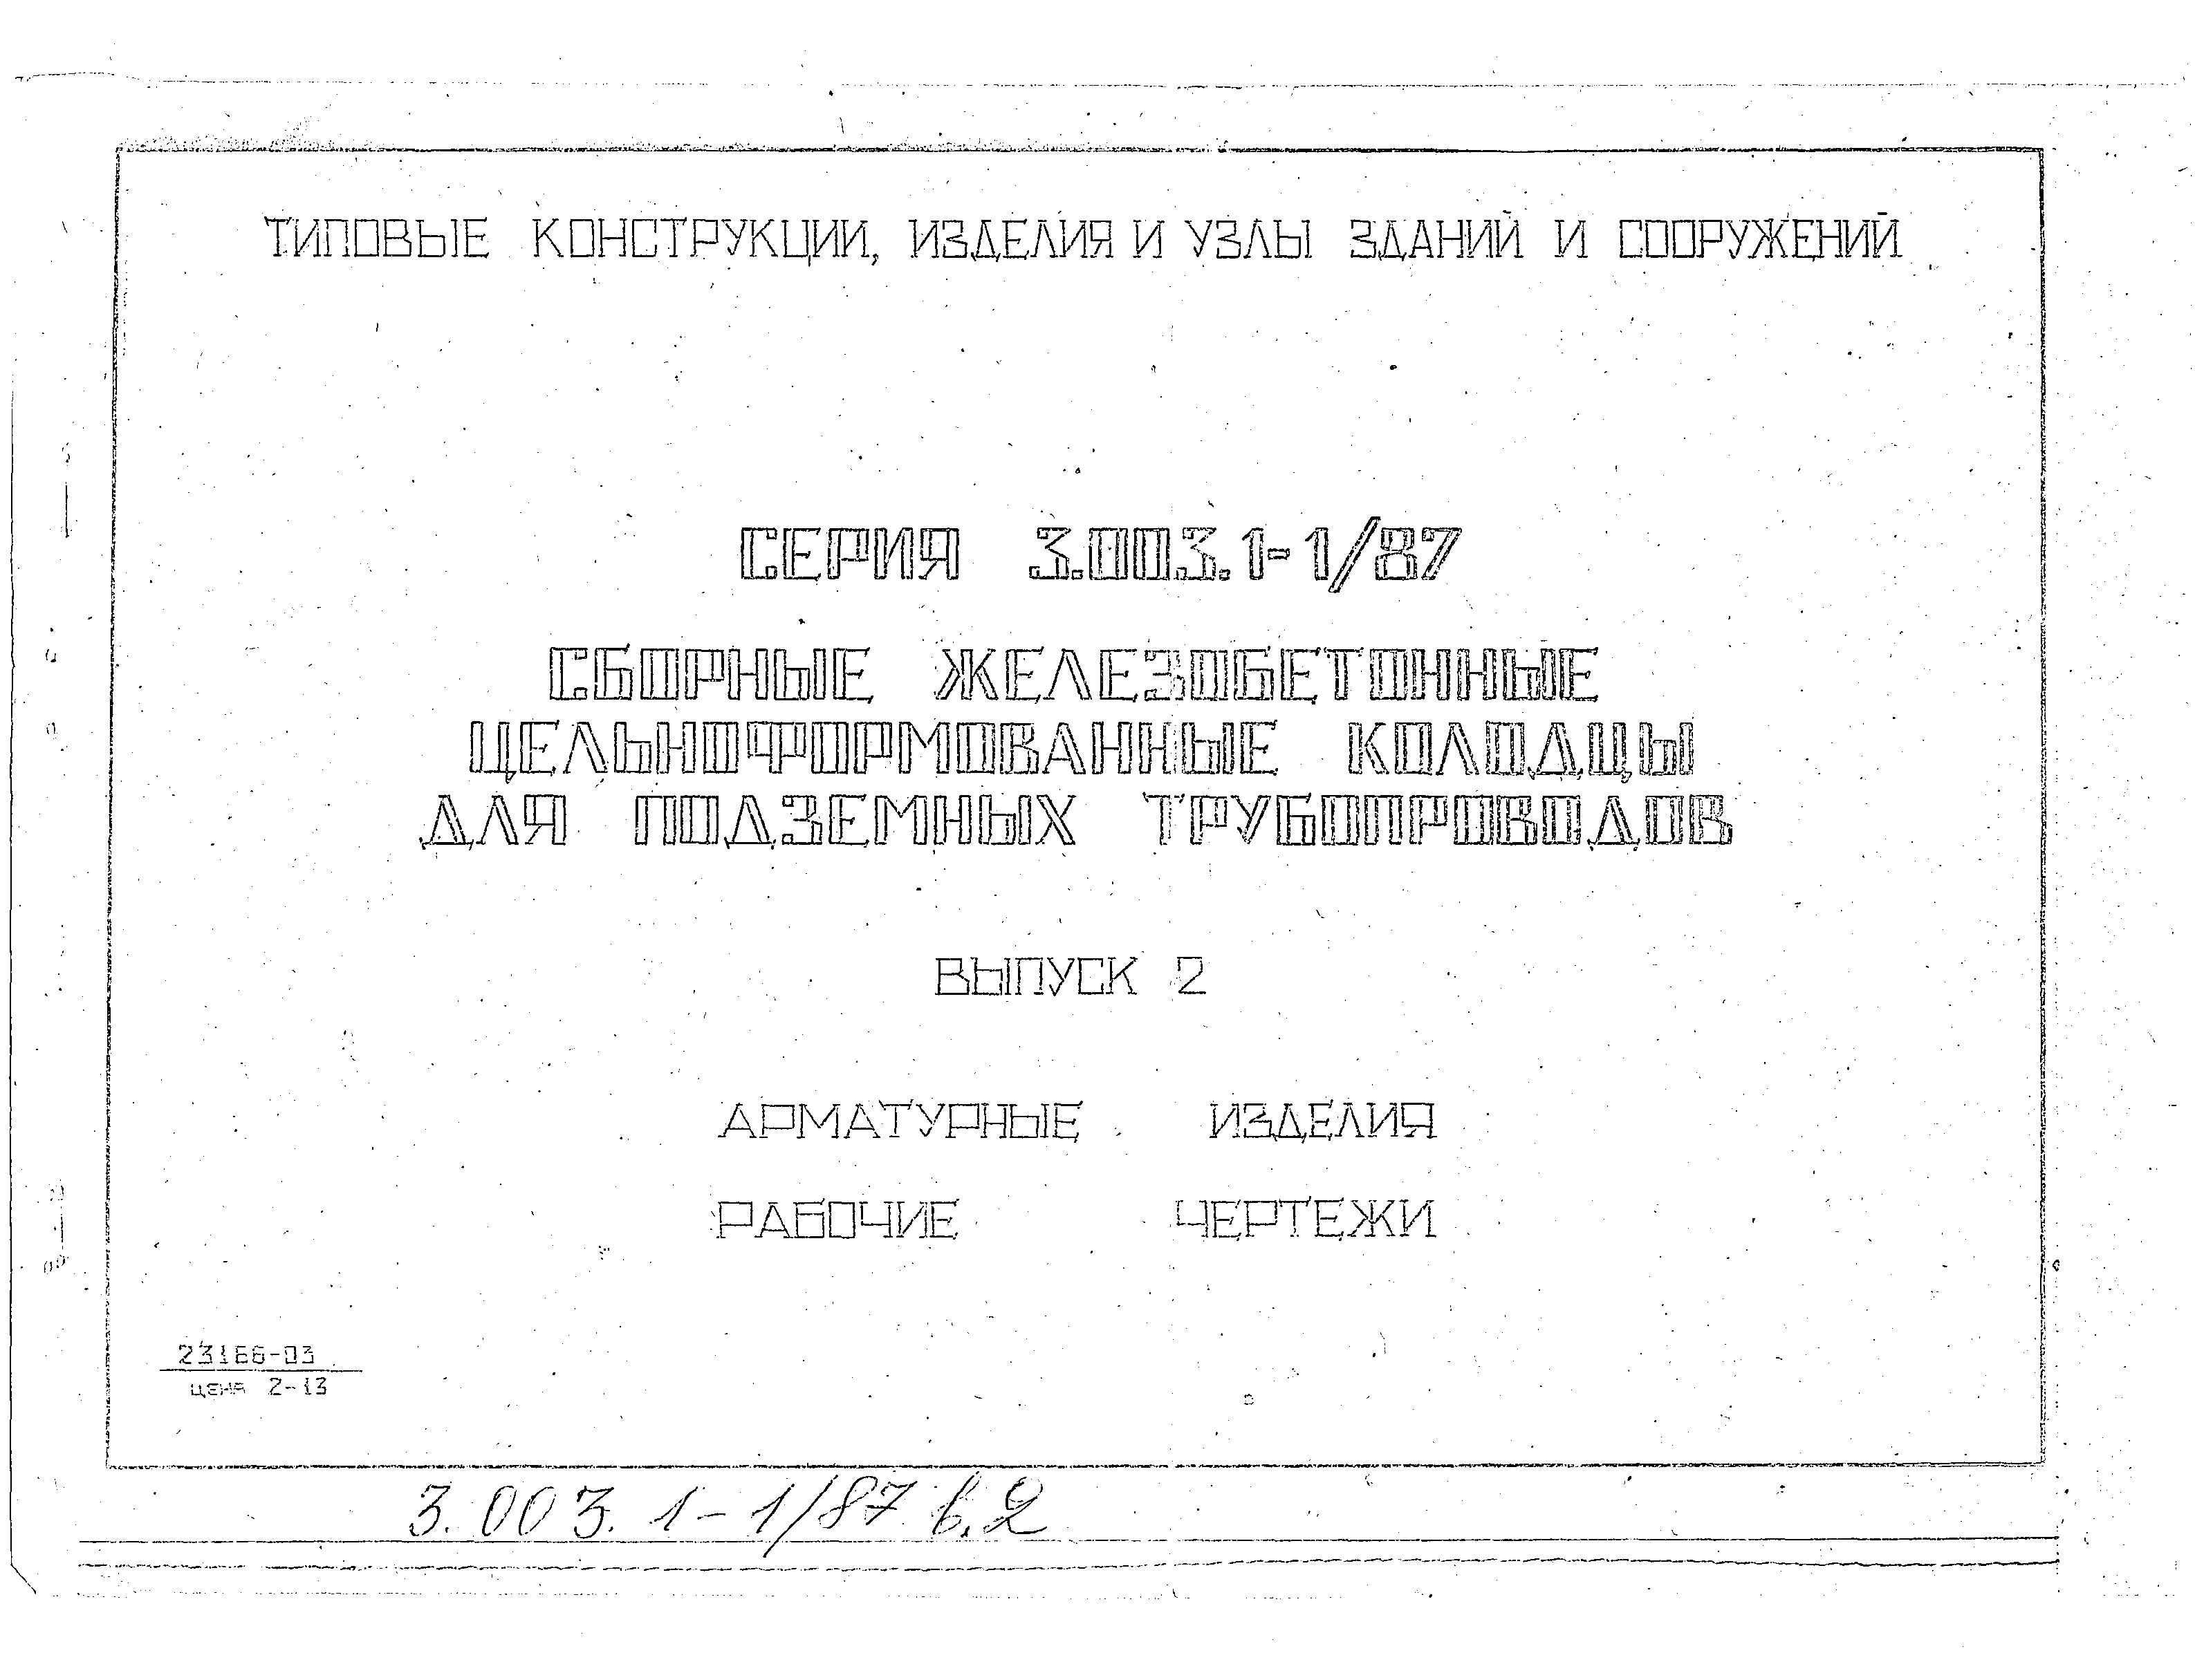 ТИПОВЫЕ КОНСТРУКЦИИ, ИЗДЕЛИЯ И УЗЛЫ ЗДАНИЙ И СООРУЖЕНИЙ
СЕРИЯ 3.003.1-1/87
СБОРНЫЕ ЖЕЛЕЗОБЕТОННЫЕ
ЦЕЛЬНОФОРМОВАННЫЕ КОЛОДЦЫ
ДЛЯ ПОДЗЕМНЫХ ТРУБОПРОВОДОВ
ВЫПУСК 2
АРМАТУРНЫЕ ИЗДЕЛИЯ
РАБОЧИЕ ЧЕРТЕЖИ
23166-03
ЦЕНА 2-13
3.003.1-1/87 в.2